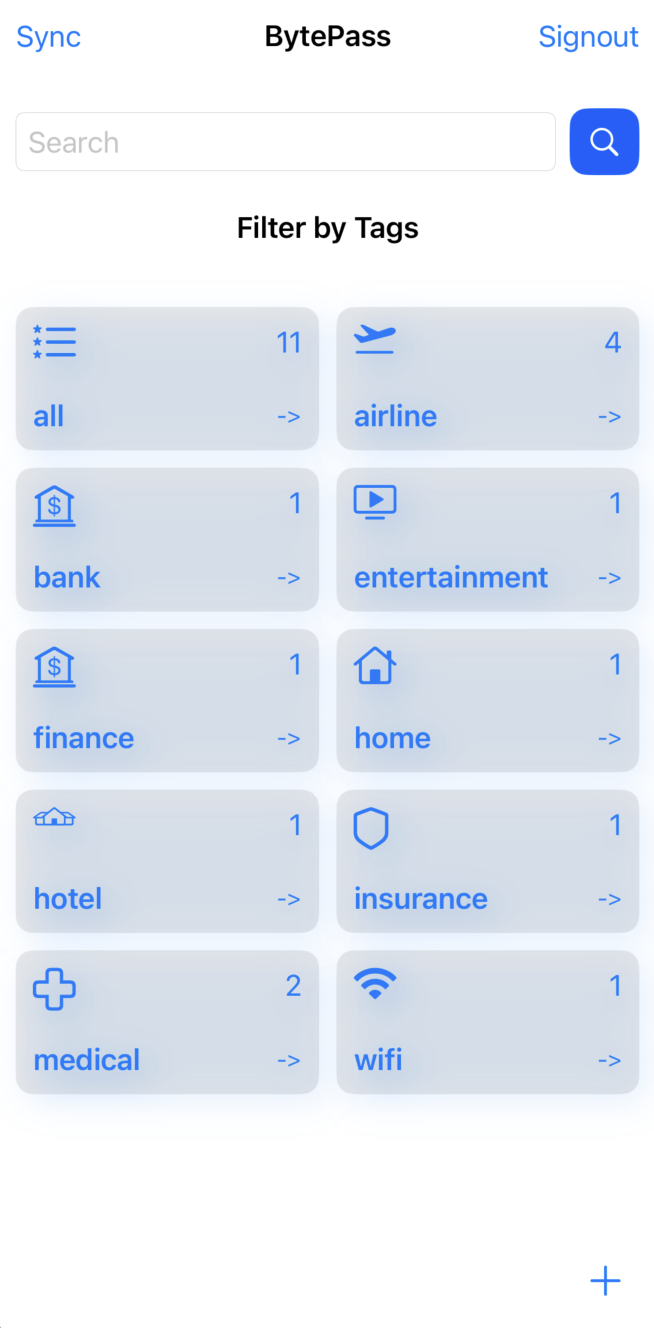 Sync BytePass Signout
Search
Filter by Tags
11 4
all -> airline ->
$ 1 1
bank -> entertainment ->
$ 1 1
finance -> home ->
1 1
hotel -> insurance ->
2 1
medical -> wifi ->
+